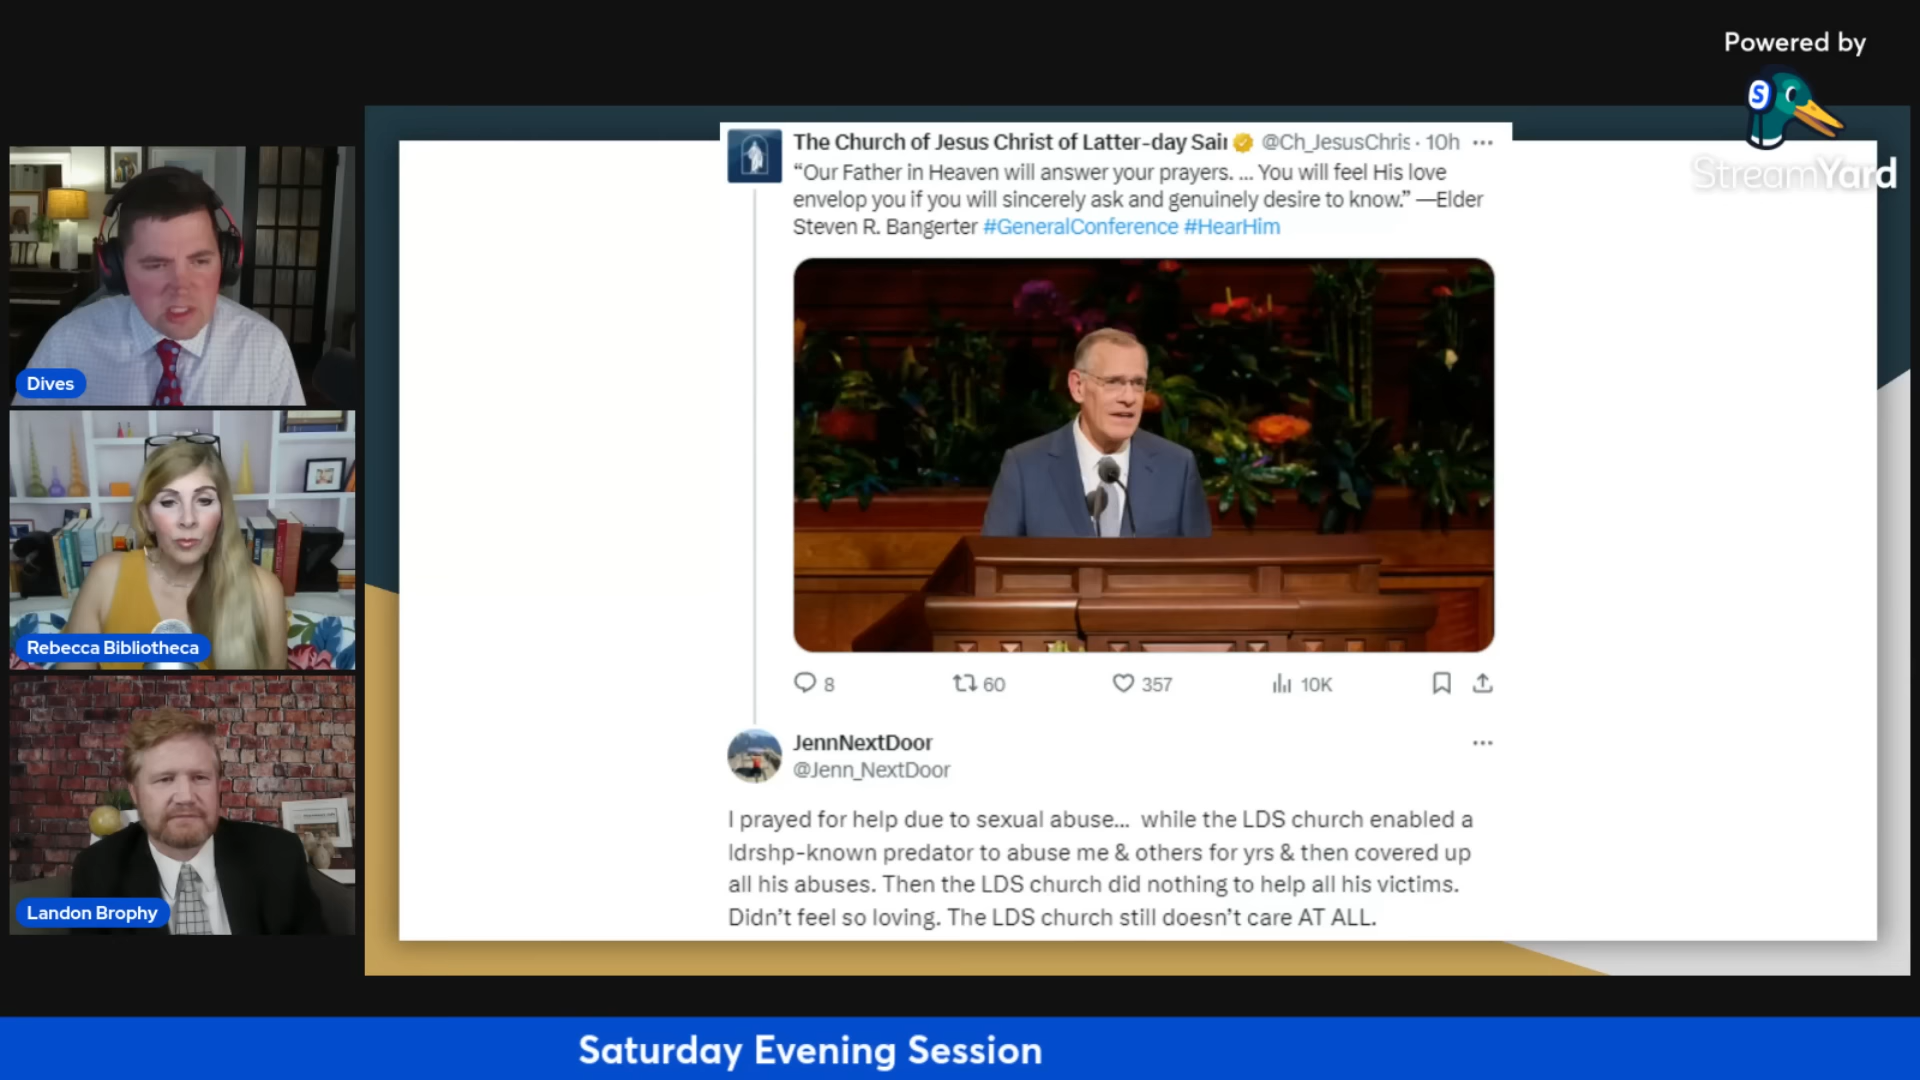 Powered by
StreamYard
Dives
Rebecca Bibliotheca
Landon Brophy
The Church of Jesus Christ of Latter-day Sai @Ch_JesusChris · 10h
“Our Father in Heaven will answer your prayers. ... You will feel His love
envelop you if you will sincerely ask and genuinely desire to know.” —Elder
Steven R. Bangerter #GeneralConference #HearHim
8 60 357 10K
JennNextDoor
@Jenn_NextDoor
I prayed for help due to sexual abuse... while the LDS church enabled a
ldrshp-known predator to abuse me & others for yrs & then covered up
all his abuses. Then the LDS church did nothing to help all his victims.
Didn’t feel so loving. The LDS church still doesn’t care AT ALL.
Saturday Evening Session